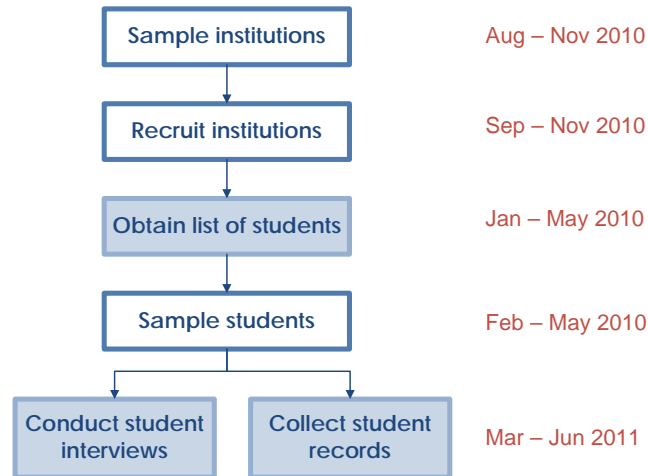 Sample institutions
Aug – Nov 2010
Recruit institutions
Sep – Nov 2010
Obtain list of students
Jan – May 2010
Sample students
Feb – May 2010
Conduct student
interviews
Collect student
records
Mar – Jun 2011